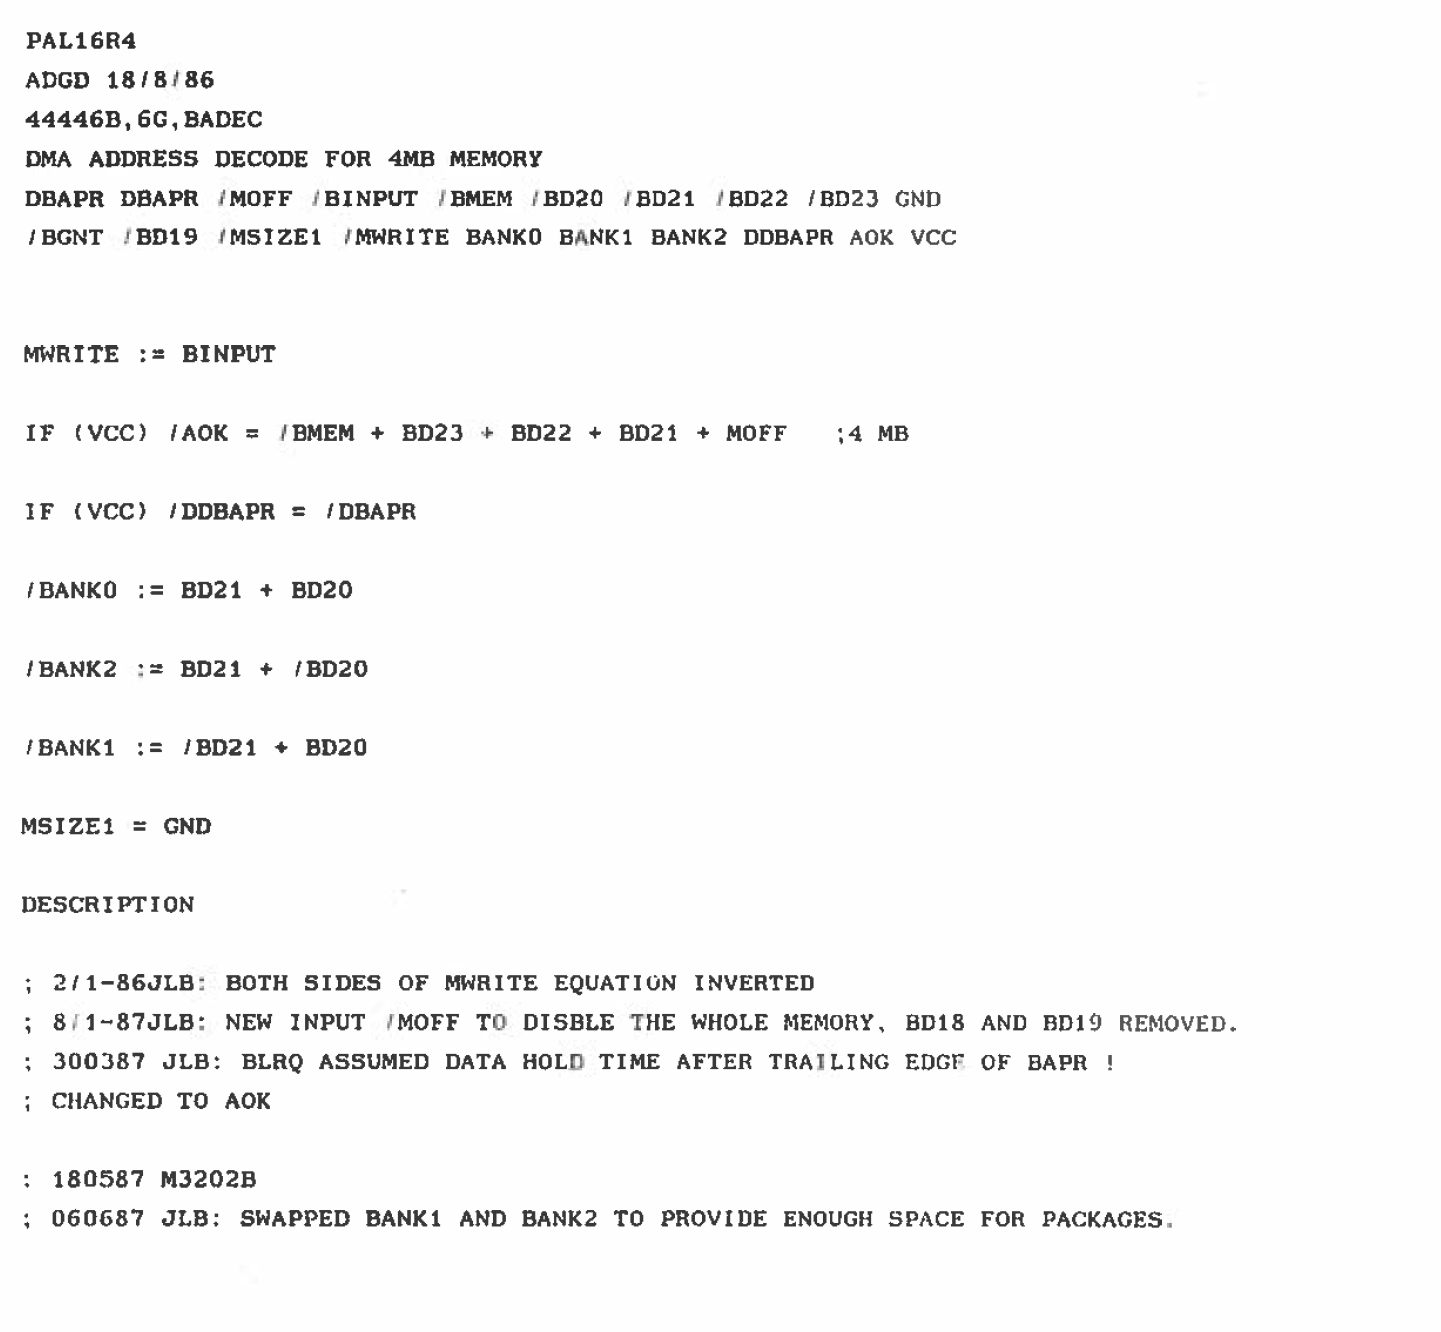 PAL16R4
ADGD 18/8/86
44446B,6G,BADEC
DMA ADDRESS DECODE FOR 4MB MEMORY
DBAPR DBAPR /MOFF /BINPUT /BMEM /BD20 /BD21 /BD22 /BD23 GND
/BGNT /BD19 /MSIZE1 /MWRITE BANK0 BANK1 BANK2 DDBAPR AOK VCC
MWRITE := BINPUT
IF (VCC) /AOK = /BMEM + BD23 + BD22 + BD21 + MOFF ;4 MB
IF (VCC) /DDBAPR = /DBAPR
/BANK0 := BD21 + BD20
/BANK2 := BD21 + /BD20
/BANK1 := /BD21 + BD20
MSIZE1 = GND
DESCRIPTION
; 2/1-86JLB: BOTH SIDES OF MWRITE EQUATION INVERTED
; 8/1-87JLB: NEW INPUT /MOFF TO DISBLE THE WHOLE MEMORY, BD18 AND BD19 REMOVED.
; 300387 JLB: BLRQ ASSUMED DATA HOLD TIME AFTER TRAILING EDGE OF BAPR !
; CHANGED TO AOK
: 180587 M3202B
; 060687 JLB: SWAPPED BANK1 AND BANK2 TO PROVIDE ENOUGH SPACE FOR PACKAGES.